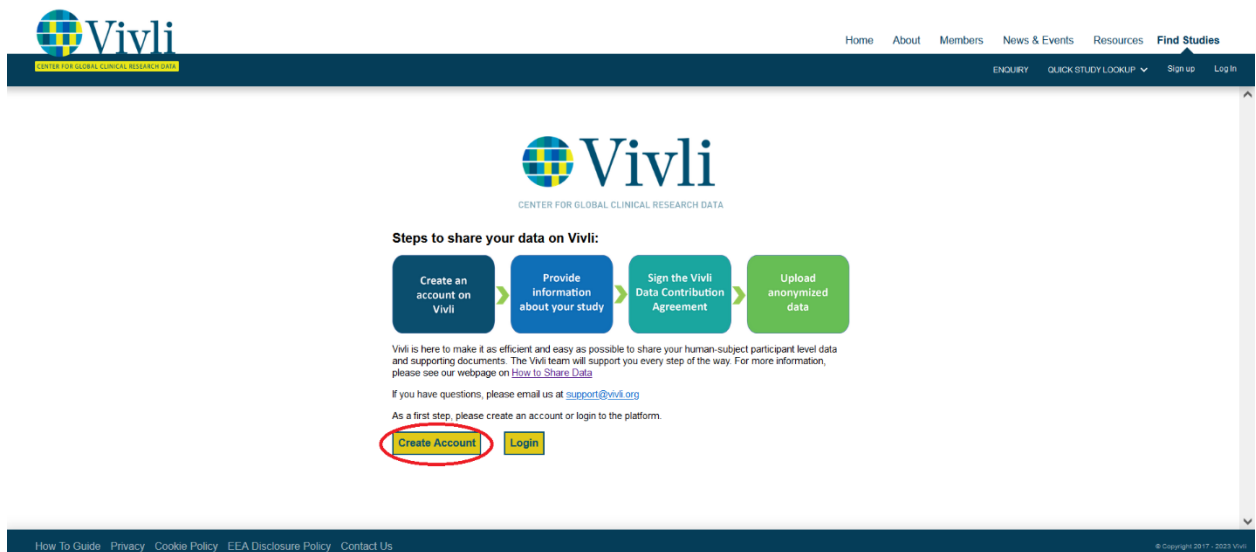 Vivli
CENTER FOR GLOBAL CLINICAL RESEARCH DATA
Home About Members News & Events Resources Find Studies
ENQUIRY QUICK STUDY LOOKUP Sign up Log In
Vivli
CENTER FOR GLOBAL CLINICAL RESEARCH DATA
Steps to share your data on Vivli:
Create an
account on
Vivli
Provide
information
about your study
Sign the Vivli
Data Contribution
Agreement
Upload
anonymized
data
Vivli is here to make it as efficient and easy as possible to share your human-subject participant level data
and supporting documents. The Vivli team will support you every step of the way. For more information,
please see our webpage on How to Share Data
If you have questions, please email us at support@vivli.org
As a first step, please create an account or login to the platform.
Create Account Login
How To Guide Privacy Cookie Policy EEA Disclosure Policy Contact Us
© Copyright 2017 - 2023 Vivli